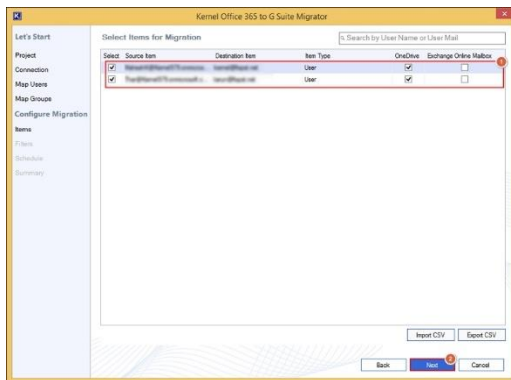 Kernel Office 365 to G Suite Migrator
Let's Start
Project
Connection
Map Users
Map Groups
Configure Migration
Items
Filters
Schedule
Summary
Select Items for Migration
Search by User Name or User Mail
Select Source Item Destination Item Item Type OneDrive Exchange Online Mailbox
User
1
User
Import CSV Export CSV
Back Next 2 Cancel